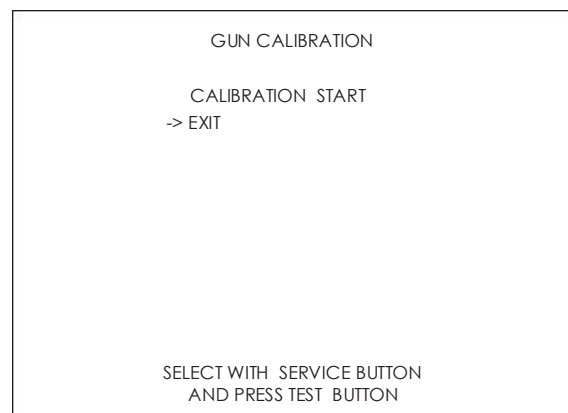 GUN CALIBRATION
CALIBRATION START
-> EXIT
SELECT WITH SERVICE BUTTON
AND PRESS TEST BUTTON